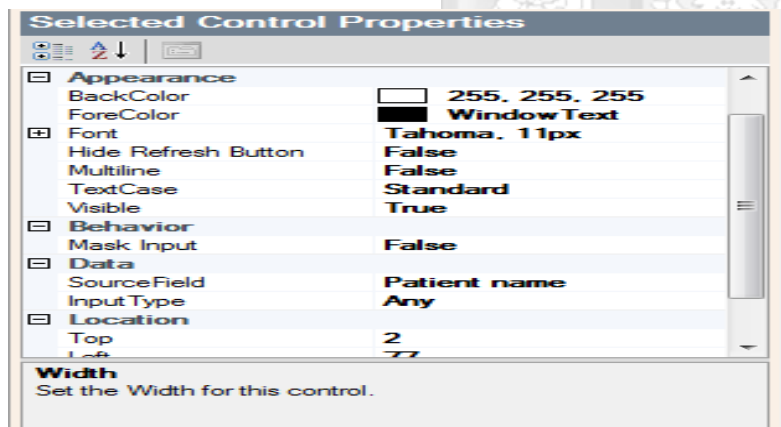 Selected Control Properties
Appearance
BackColor 255, 255, 255
ForeColor WindowText
Font Tahoma, 11px
Hide Refresh Button False
Multiline False
TextCase Standard
Visible True
Behavior
Mask Input False
Data
SourceField Patient name
InputType Any
Location
Top 2
Left 77
Width
Set the Width for this control.